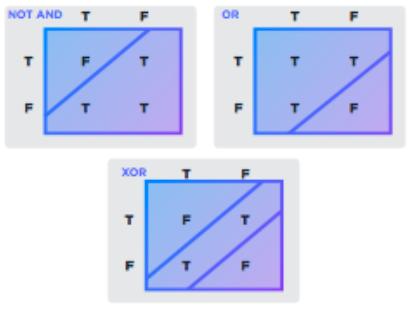 NOT AND T F
T F T
F T T
OR T F
T T T
F T F
XOR T F
T F T
F T F